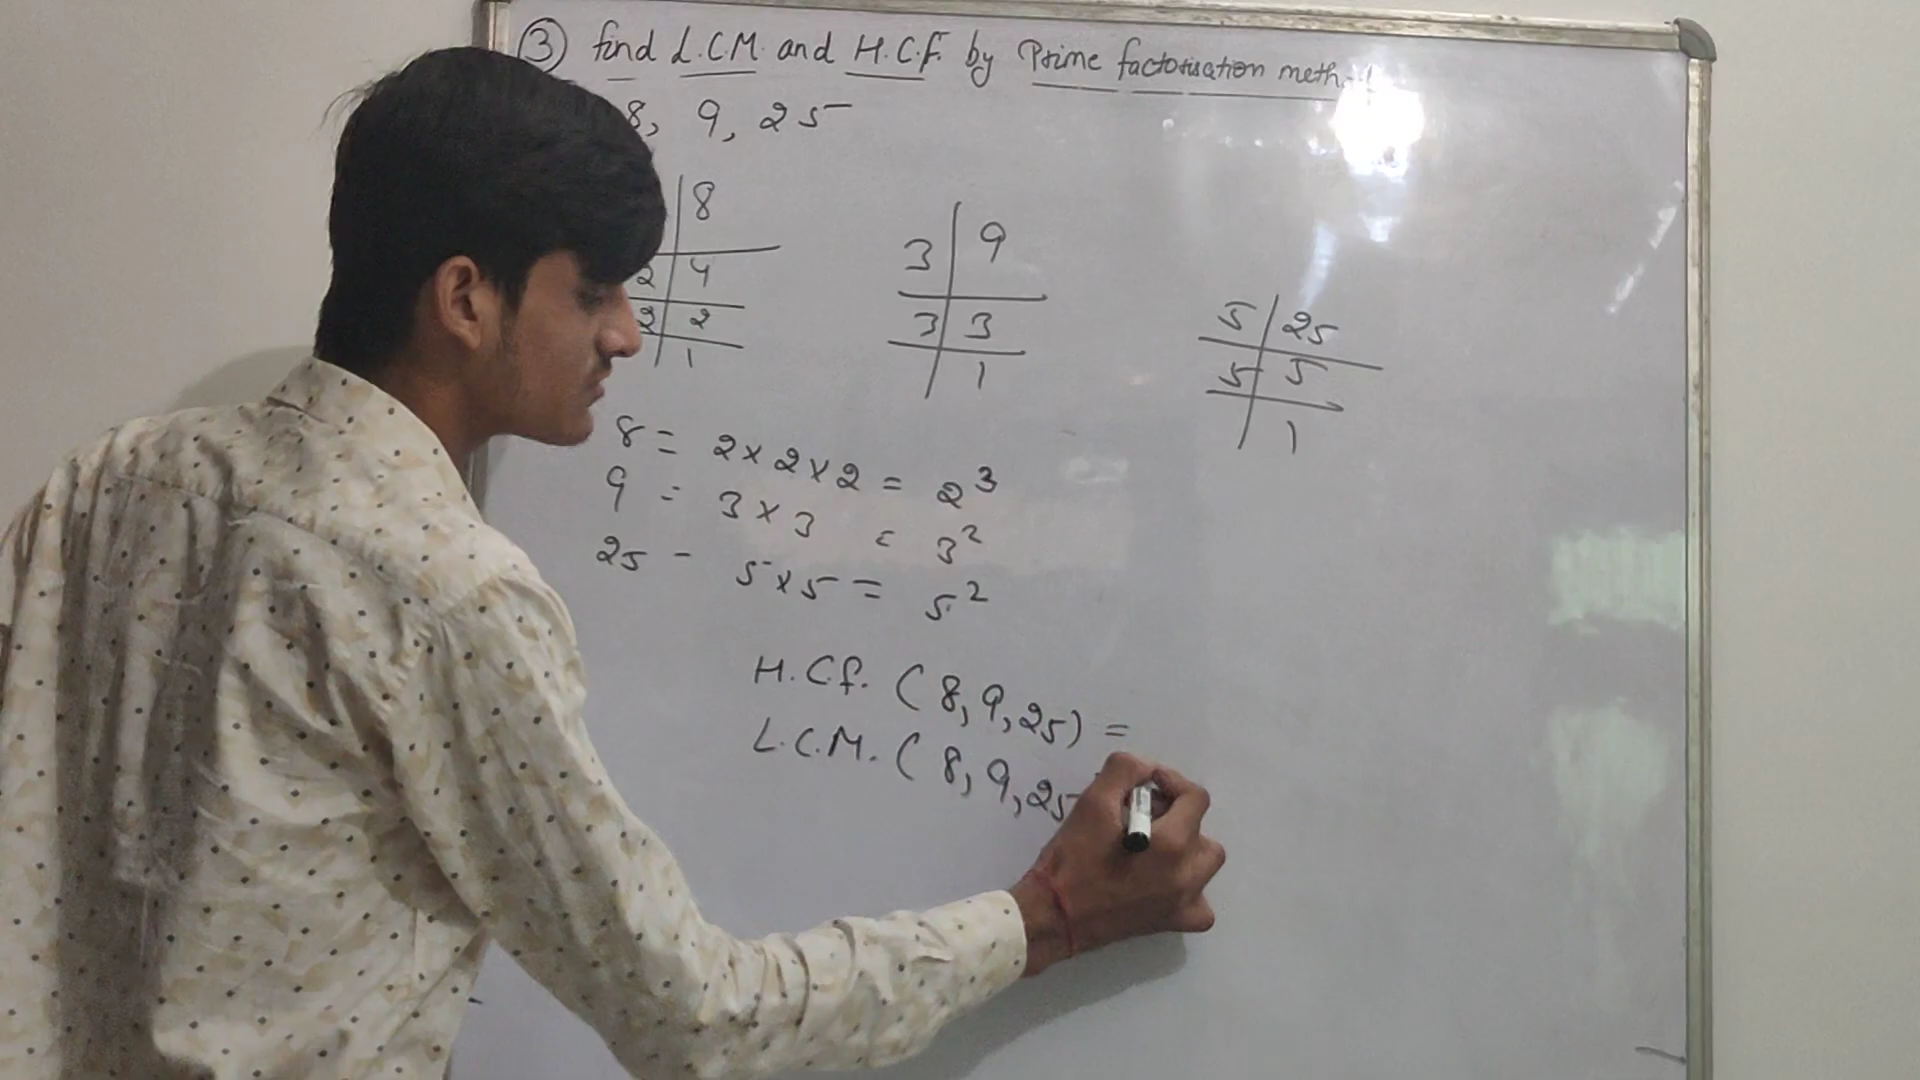 ③ find L.C.M. and H.C.F. by Prime factorisation
8, 9, 25
8
2 4
2 2
1
3 9
3 3
1
5 25
5 5
1
8 = 2 × 2 × 2 = 2³
9 = 3 × 3 = 3²
25 - 5 × 5 = 5²
H.C.f. (8, 9, 25) =
L.C.M. (8, 9, 25